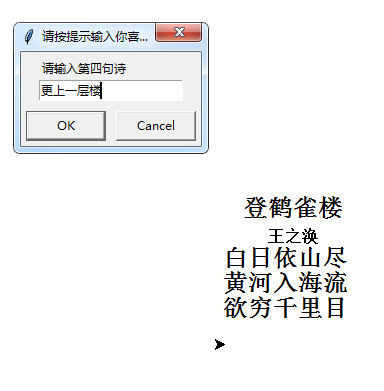 请按提示输入你喜...
请输入第四句诗
更上一层楼
OK
Cancel
登鹤雀楼
王之涣
白日依山尽
黄河入海流
欲穷千里目